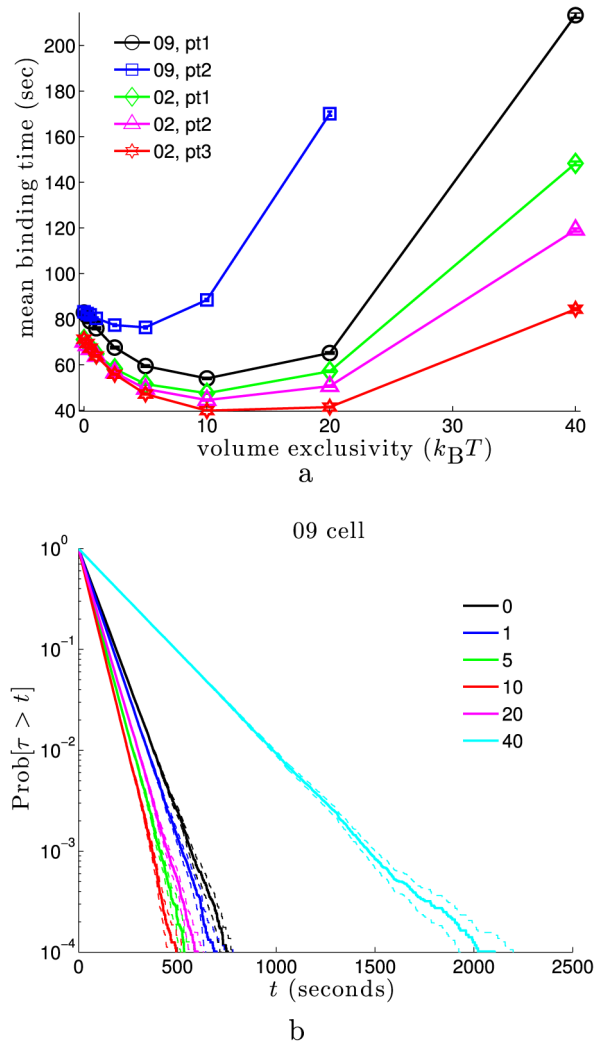 200
180
160
140
120
100
80
60
40
mean binding time (sec)
09, pt1
09, pt2
02, pt1
02, pt2
02, pt3
0 10 20 30 40
volume exclusivity (k_BT)
a
09 cell
10^0
10^-1
10^-2
10^-3
10^-4
Prob[τ > t]
0
1
5
10
20
40
0 500 1000 1500 2000 2500
t (seconds)
b